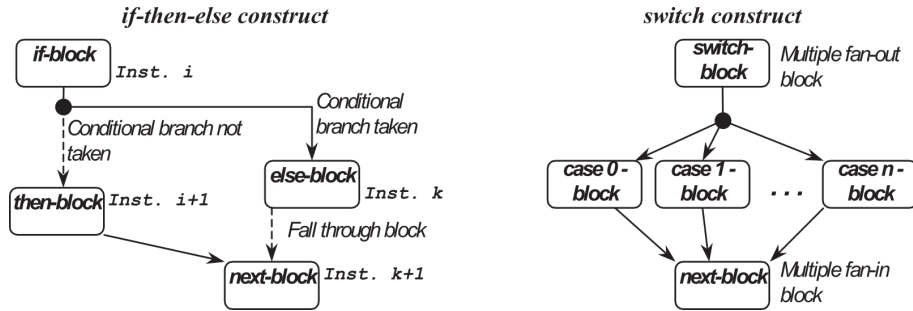 if-then-else construct
if-block
Inst. i
Conditional branch not
taken
Conditional
branch taken
then-block
Inst. i+1
else-block
Inst. k
Fall through block
next-block
Inst. k+1
switch construct
switch-
block
Multiple fan-out
block
case 0 -
block
case 1 -
block
...
case n -
block
next-block
Multiple fan-in
block